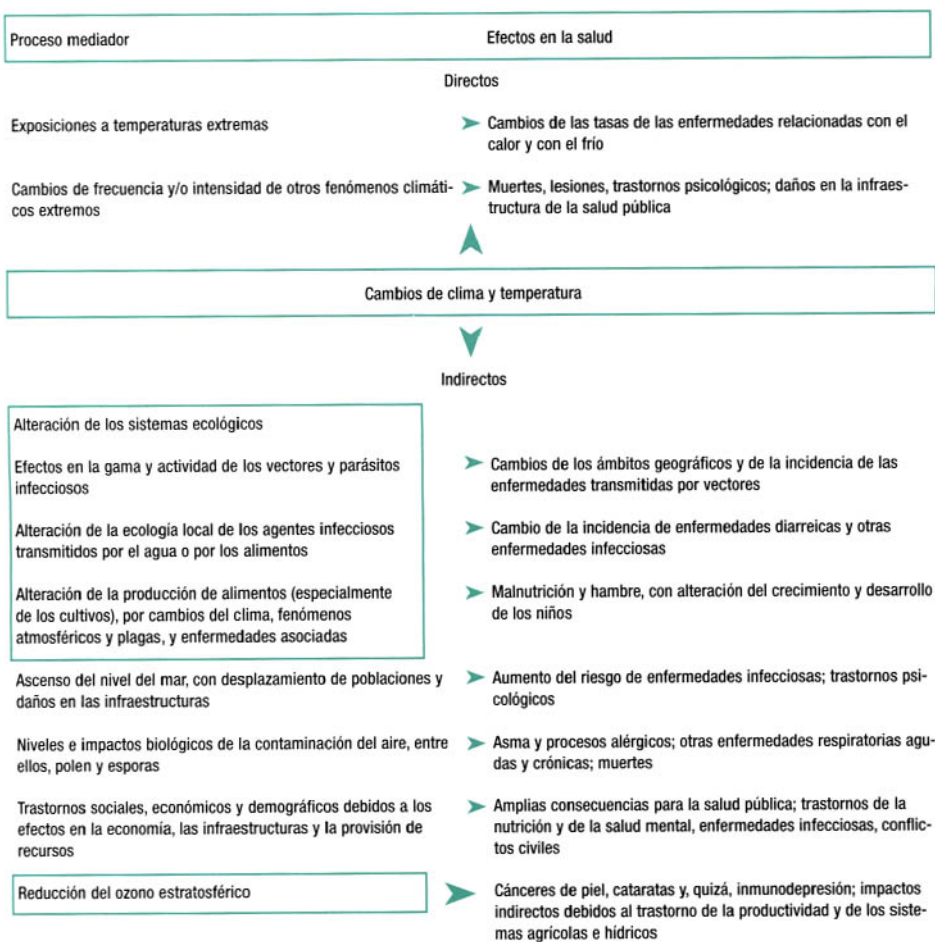 Proceso mediador
Efectos en la salud
Directos
Exposiciones a temperaturas extremas
Cambios de las tasas de las enfermedades relacionadas con el
calor y con el frío
Cambios de frecuencia y/o intensidad de otros fenómenos climáti-
cos extremos
Muertes, lesiones, trastornos psicológicos; daños en la infraes-
tructura de la salud pública
Cambios de clima y temperatura
Indirectos
Alteración de los sistemas ecológicos
Efectos en la gama y actividad de los vectores y parásitos
infecciosos
Cambios de los ámbitos geográficos y de la incidencia de las
enfermedades transmitidas por vectores
Alteración de la ecología local de los agentes infecciosos
transmitidos por el agua o por los alimentos
Cambio de la incidencia de enfermedades diarreicas y otras
enfermedades infecciosas
Alteración de la producción de alimentos (especialmente
de los cultivos), por cambios del clima, fenómenos
atmosféricos y plagas, y enfermedades asociadas
Malnutrición y hambre, con alteración del crecimiento y desarrollo
de los niños
Ascenso del nivel del mar, con desplazamiento de poblaciones y
daños en las infraestructuras
Aumento del riesgo de enfermedades infecciosas; trastornos psi-
cológicos
Niveles e impactos biológicos de la contaminación del aire, entre
ellos, polen y esporas
Asma y procesos alérgicos; otras enfermedades respiratorias agu-
das y crónicas; muertes
Trastornos sociales, económicos y demográficos debidos a los
efectos en la economía, las infraestructuras y la provisión de
recursos
Amplias consecuencias para la salud pública; trastornos de la
nutrición y de la salud mental, enfermedades infecciosas, conflic-
tos civiles
Reducción del ozono estratosférico
Cánceres de piel, cataratas y, quizá, inmunodepresión; impactos
indirectos debidos al trastorno de la productividad y de los siste-
mas agrícolas e hídricos